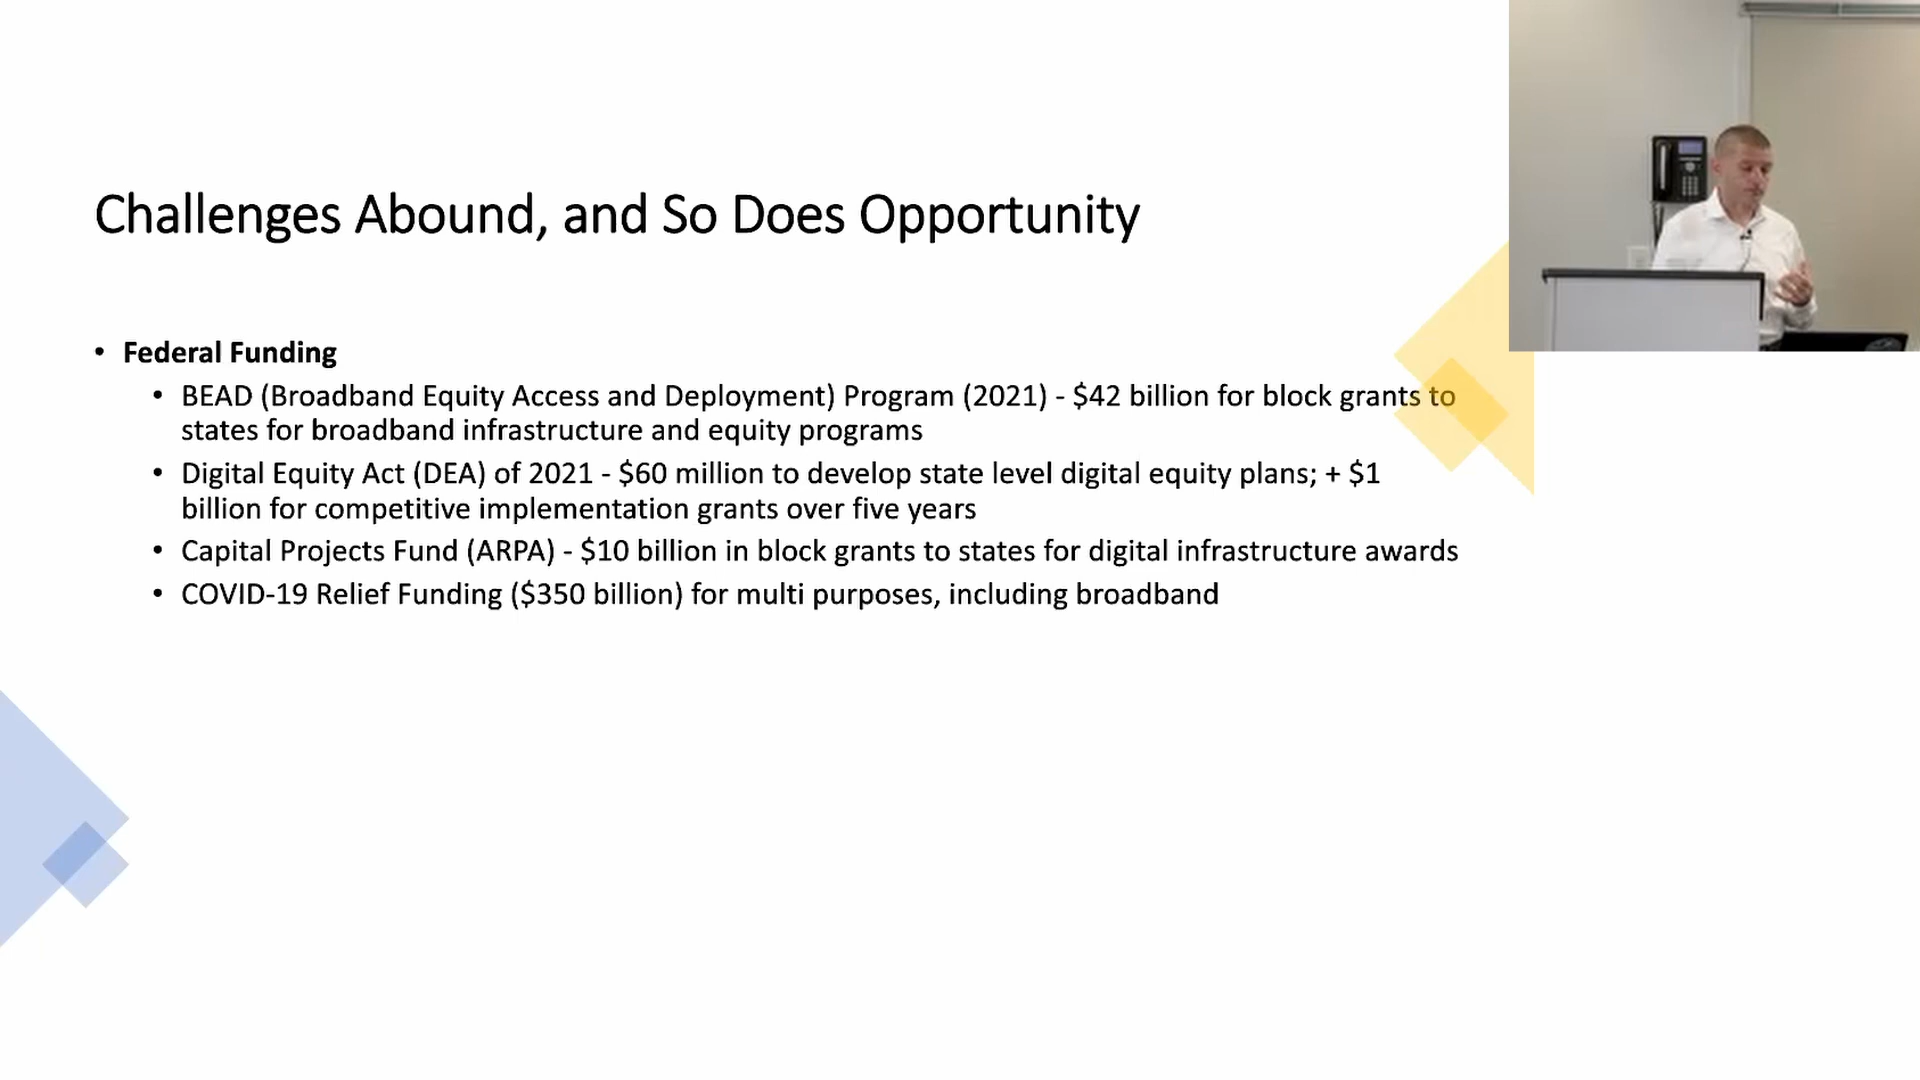 Challenges Abound, and So Does Opportunity
• Federal Funding
• BEAD (Broadband Equity Access and Deployment) Program (2021) - $42 billion for block grants to
states for broadband infrastructure and equity programs
• Digital Equity Act (DEA) of 2021 - $60 million to develop state level digital equity plans; + $1
billion for competitive implementation grants over five years
• Capital Projects Fund (ARPA) - $10 billion in block grants to states for digital infrastructure awards
• COVID-19 Relief Funding ($350 billion) for multi purposes, including broadband